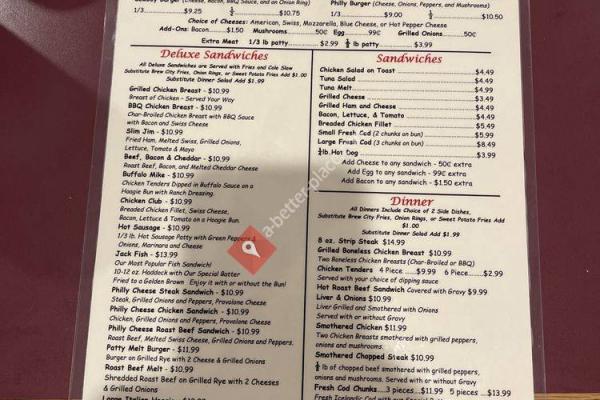 Burger (Cheese, Bacon, BBQ Sauce, and an Onion Ring)
1/3..............$9.25 ½..............$10.75
Philly Burger (Cheese, Onions, Peppers, and Mushrooms)
1/3..............$9.00 ½..............$10.50
Choice of Cheeses: American, Swiss, Mozzarella, Blue Cheese, or Hot Pepper Cheese
Add-Ons: Bacon......$1.50 Mushrooms..........50¢ Egg.......99¢ Grilled Onions.......50¢
Extra Meat 1/3 lb patty.........$2.99 ½ lb patty..... $3.99
Deluxe Sandwiches
All Deluxe Sandwiches are Served with Fries and Cole Slaw
Substitute Brew City Fries, Onion Rings, or Sweet Potato Fries Add $1.00
Substitute Dinner Salad Add $1.99
Grilled Chicken Breast - $10.99
Breast of Chicken - Served Your Way
BBQ Chicken Breast - $10.99
Char-Broiled Chicken Breast with BBQ Sauce
with Bacon and Swiss Cheese
Slim Jim - $10.99
Fried Ham, Melted Swiss, Grilled Onions,
Lettuce, Tomato & Mayo
Beef, Bacon & Cheddar - $10.99
Roast Beef, Bacon, and Melted Cheddar Cheese
Buffalo Mike - $10.99
Chicken Tenders Dipped in Buffalo Sauce on a
Hoagie Bun with Ranch Dressing.
Chicken Club - $10.99
Breaded Chicken Fillet, Swiss Cheese,
Bacon, Lettuce & Tomato on a Hoagie Bun.
Hot Sausage - $10.99
1/3 lb. Hot Sausage Patty with Green Peppers &
Onions, Marinara and Cheese
Jack Fish - $13.99
Our Most Popular Fish Sandwich!
10-12 oz. Haddock with Our Special Batter
Fried to a Golden Brown Enjoy it with or without the Bun!
Philly Cheese Steak Sandwich - $10.99
Steak, Grilled Onions and Peppers, Provolone Cheese
Philly Cheese Chicken Sandwich - $10.99
Chicken, Grilled Onions and Peppers, Provolone Cheese
Philly Cheese Roast Beef Sandwich - $10.99
Roast Beef, Melted Swiss Cheese, Grilled Onions and Peppers.
Patty Melt Burger - $11.99
Burger on Grilled Rye with 2 Cheese & Grilled Onions
Roast Beef Melt - $10.99
Shredded Roast Beef on Grilled Rye with 2 Cheeses
& Grilled Onions
Sandwiches
Chicken Salad on Toast $4.49
Tuna Salad $4.49
Tuna Melt $4.49
Grilled Cheese $3.49
Grilled Ham and Cheese $4.49
Bacon, Lettuce, & Tomato $4.49
Breaded Chicken Fillet $5.49
Small Fresh Cod (2 chunks on bun) $5.99
Large Fresh Cod (3 chunks on bun) $8.49
¼lb. Hot Dog $3.99
Add Cheese to any sandwich - 50¢ extra
Add Egg to any sandwich - 99¢ extra
Add Bacon to any sandwich - $1.50 extra
Dinner
All Dinners Include Choice of 2 Side Dishes,
Substitute Brew City Fries, Onion Rings, or Sweet Potato Fries Add
$1.00
Substitute Dinner Salad Add $1.99
8 oz. Strip Steak $14.99
Grilled Boneless Chicken Breast $10.99
Two Boneless Chicken Breasts (Char-Broiled or BBQ)
Chicken Tenders 4 Piece ......$9.99 6 Piece......$2.99
Served with your choice of dipping sauce
Hot Roast Beef Sandwich Covered with Gravy $9.99
Liver & Onions $10.99
Liver Grilled and Smothered with Onions
Served with or without Gravy
Smothered Chicken $11.99
Two Chicken Breasts smothered with grilled peppers,
onions and mushrooms.
Smothered Chopped Steak $10.99
½ lb of chopped beef smothered with grilled peppers,
onions and mushrooms. Served with or without Gravy
Fresh Cod Chunks....3 pieces.....$11.99 5 pieces ....$13.99
a-better-place